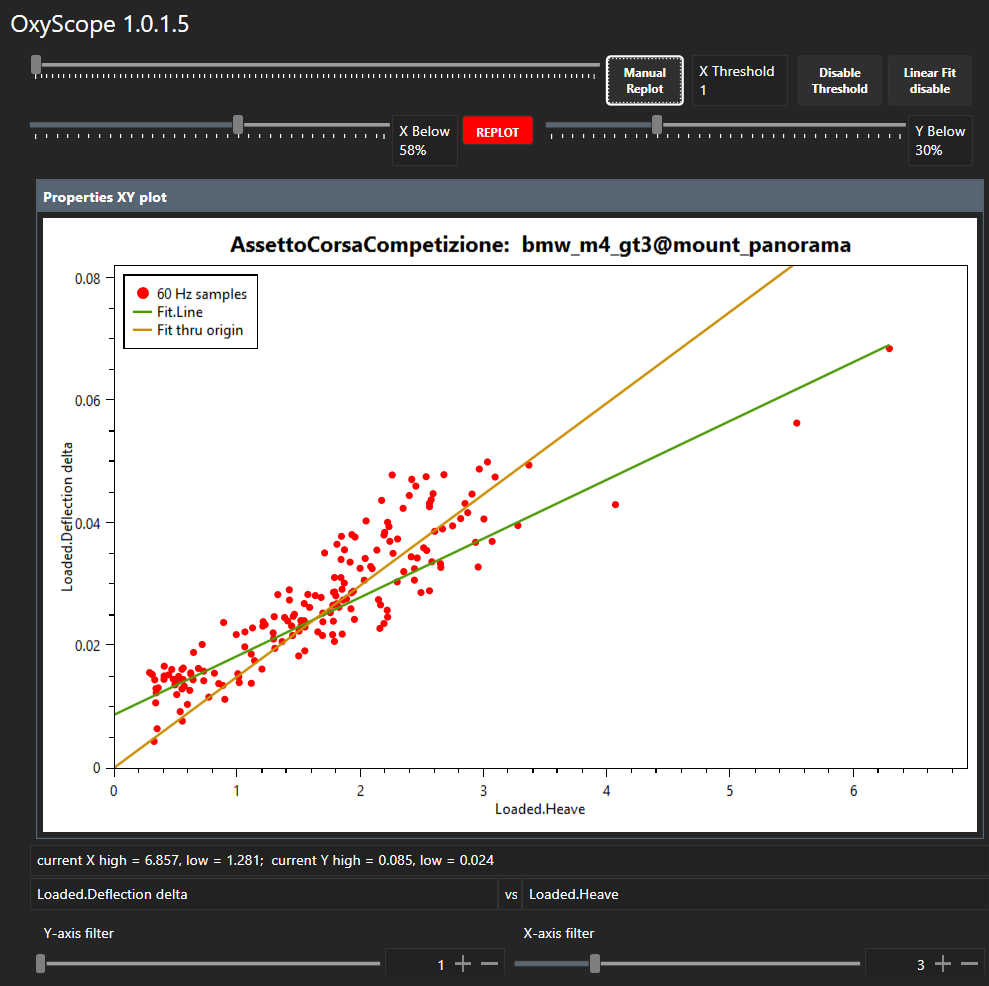 OxyScope 1.0.1.5
Manual Replot
X Threshold
1
Disable Threshold
Linear Fit disable
X Below
58%
REPLOT
Y Below
30%
Properties XY plot
AssettoCorsaCompetizione:  bmw_m4_gt3@mount_panorama
60 Hz samples
Fit.Line
Fit thru origin
Loaded.Deflection delta
0.08
0.06
0.04
0.02
0
0 1 2 3 4 5 6
Loaded.Heave
current X high = 6.857, low = 1.281;  current Y high = 0.085, low = 0.024
Loaded.Deflection delta vs Loaded.Heave
Y-axis filter X-axis filter
1 + — 3 + —